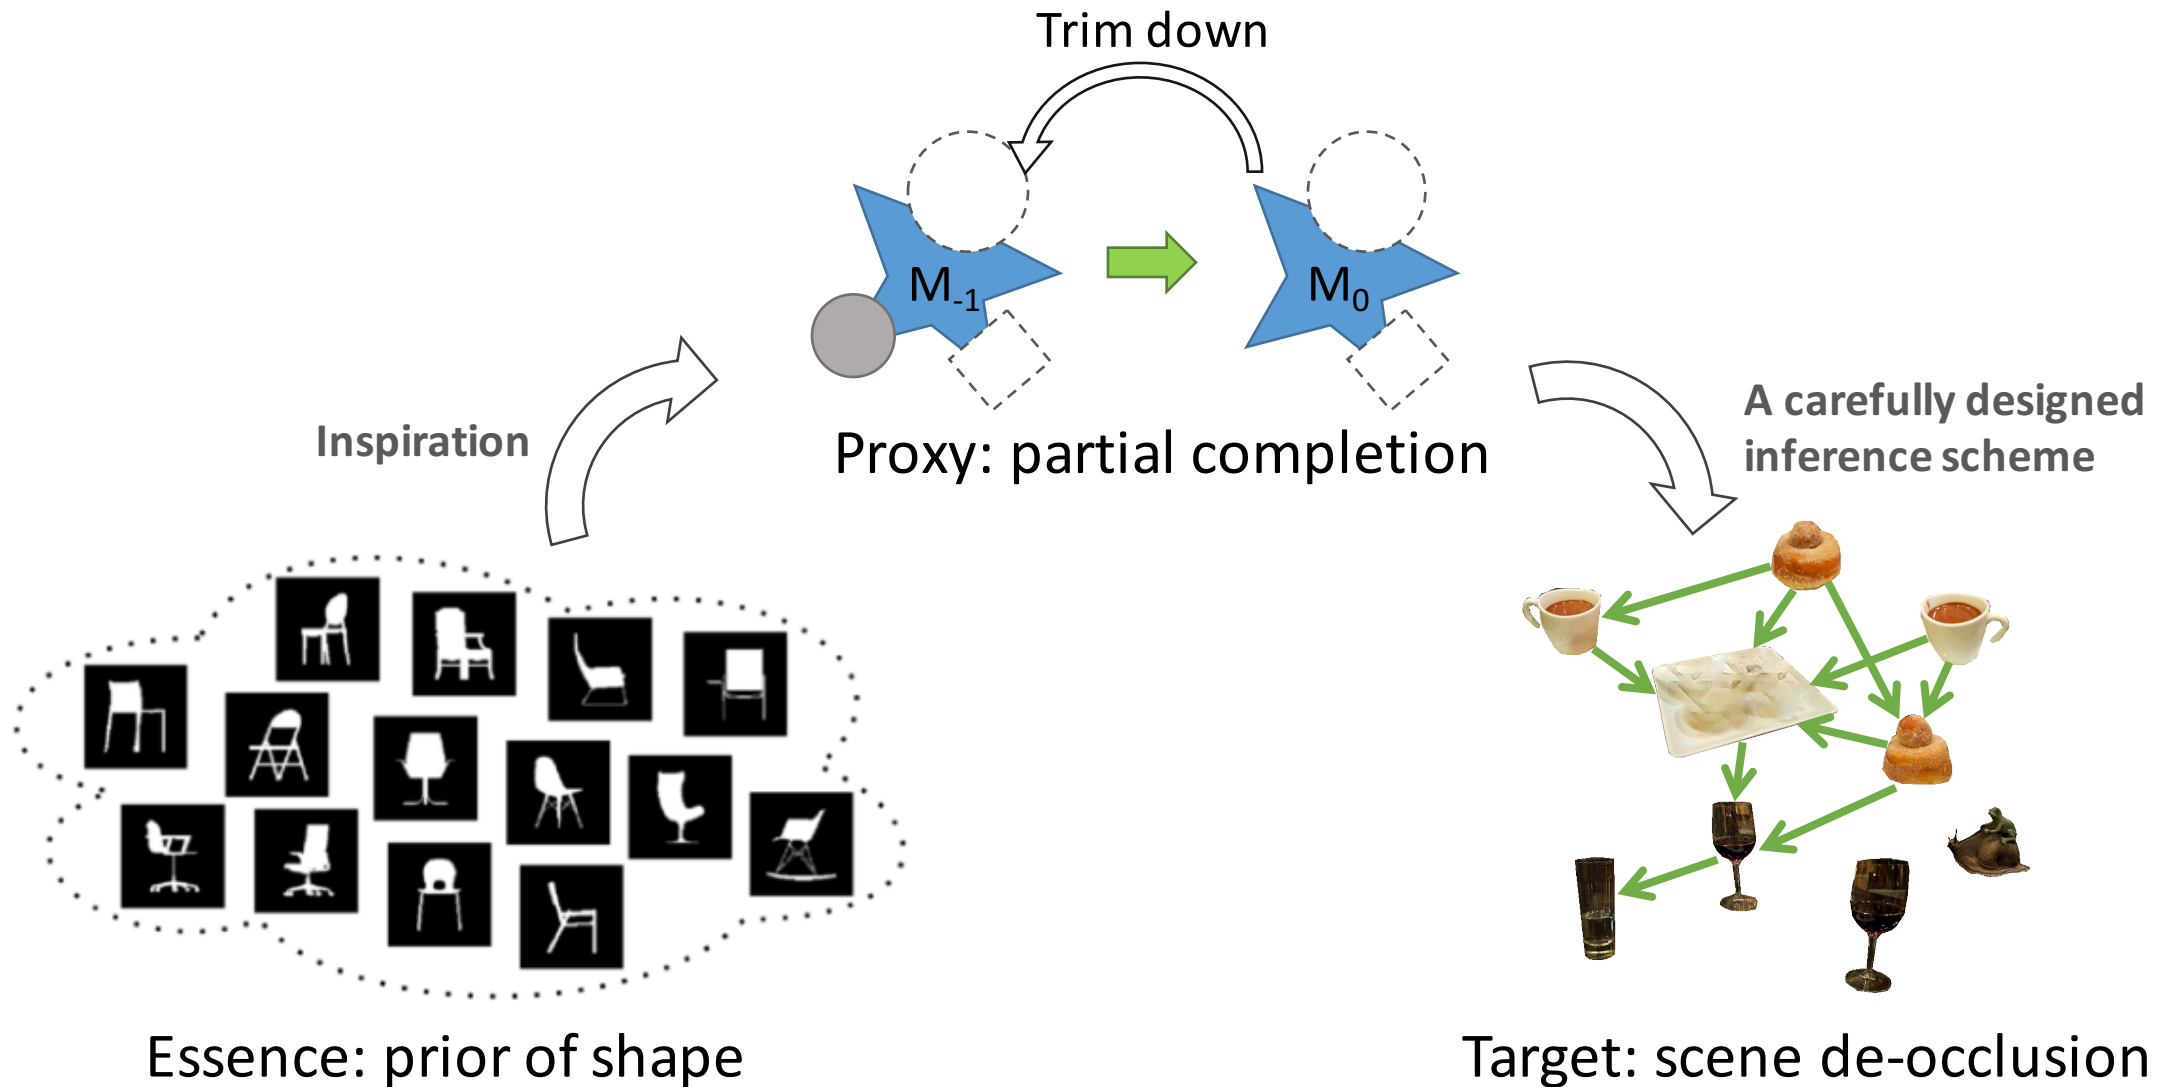 Trim down
M₋₁
M₀
Proxy: partial completion
Inspiration
A carefully designed
inference scheme
Essence: prior of shape
Target: scene de-occlusion